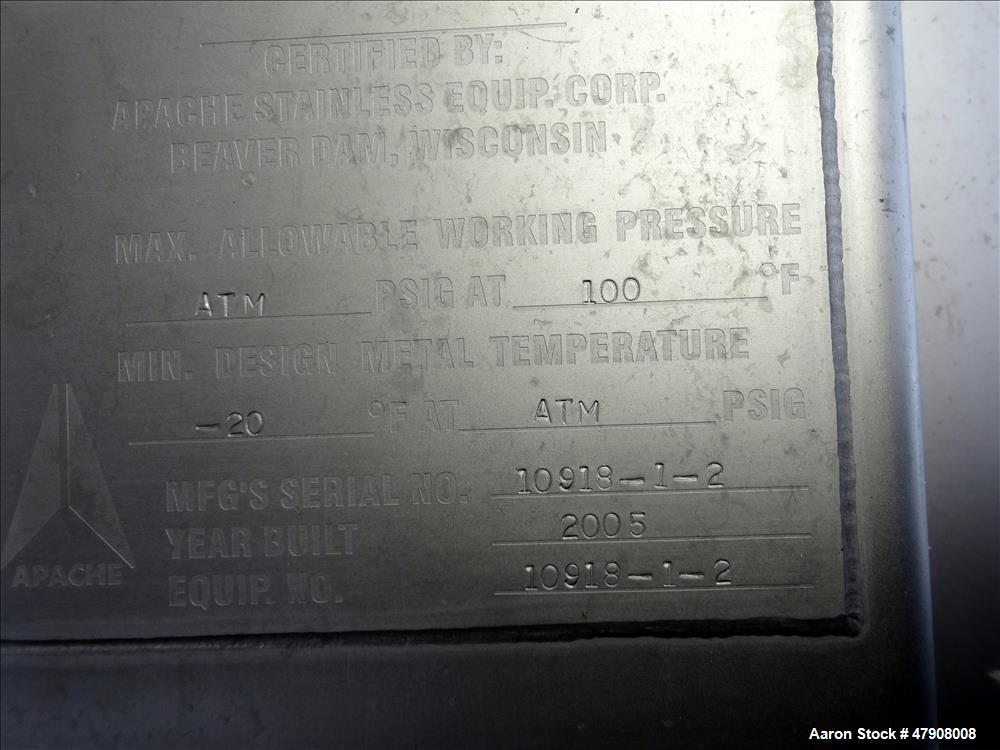 CERTIFIED BY:
APACHE STAINLESS EQUIP. CORP.
BEAVER DAM, WISCONSIN
MAX. ALLOWABLE WORKING PRESSURE
ATM PSIG AT 100 °F
MIN. DESIGN METAL TEMPERATURE
-20 °F AT ATM PSIG
MFG'S SERIAL NO. 10918-1-2
YEAR BUILT 2005
EQUIP. NO. 10918-1-2
APACHE
Aaron Stock # 47908008